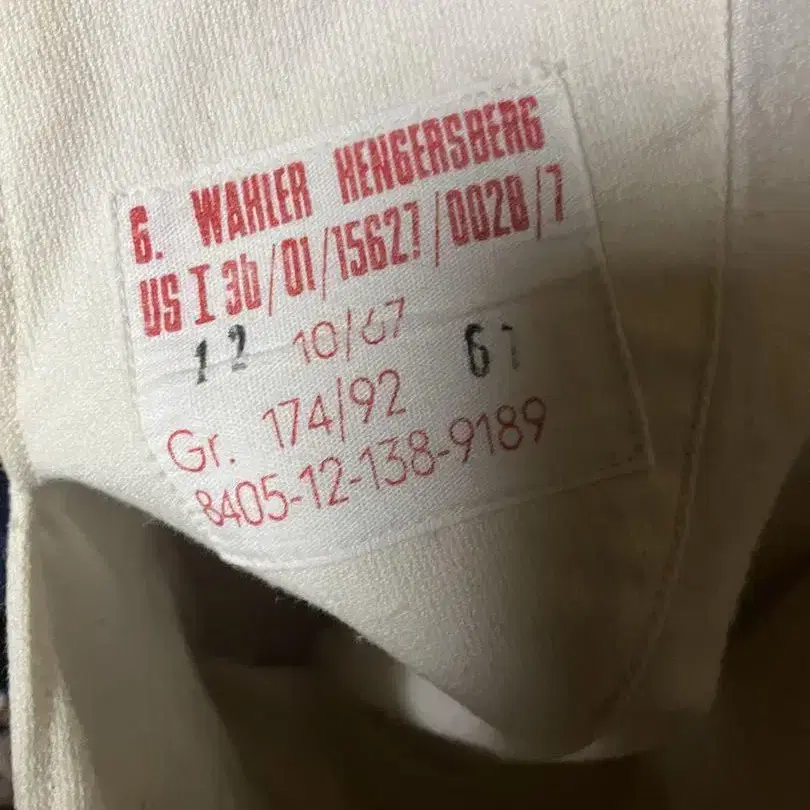 G. WAHLER HENGERSBERG
US I 3b/01/15627/0028/7
12 10/67 61
Gr. 174/92
8405-12-138-9189